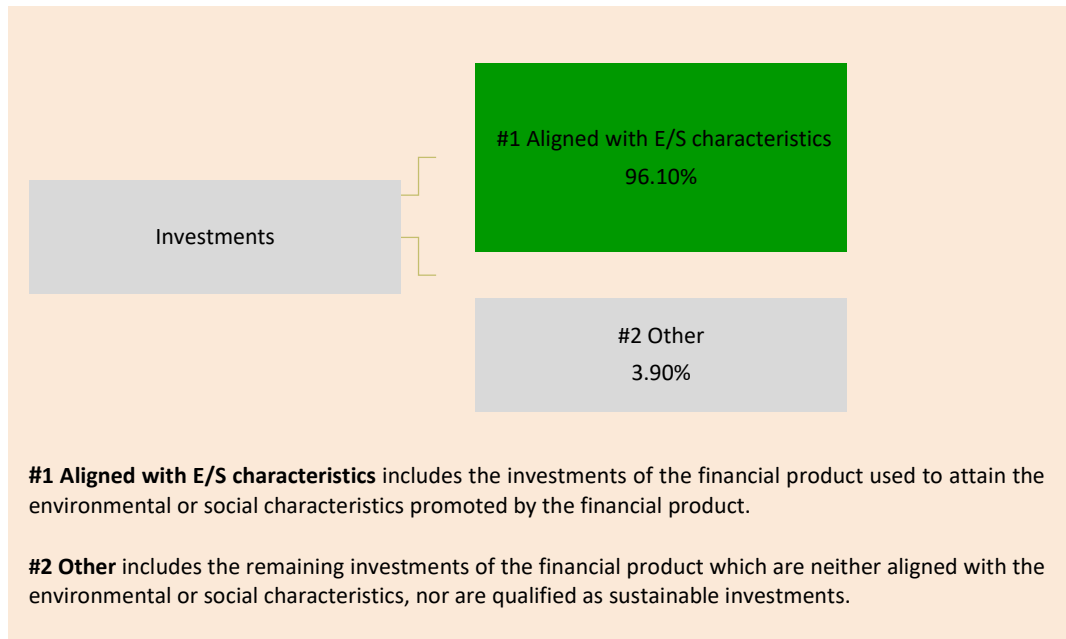 #1 Aligned with E/S characteristics
96.10%
Investments
#2 Other
3.90%
#1 Aligned with E/S characteristics includes the investments of the financial product used to attain the
environmental or social characteristics promoted by the financial product.
#2 Other includes the remaining investments of the financial product which are neither aligned with the
environmental or social characteristics, nor are qualified as sustainable investments.